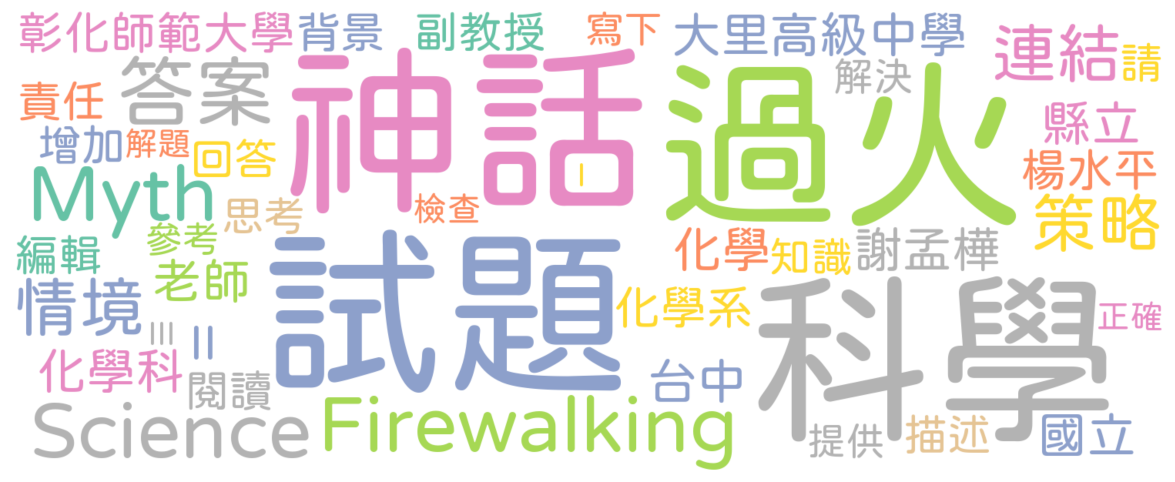 彰化師範大學 背景 副教授 寫下 大里高級中學 連結 請
答案 神話 過火 解決
責任 縣立
增加 解題 回答 楊水平
Myth 思考 檢查 I 策略
編輯 參考 老師 試題 化學 知識 謝孟樺
情境 III II 化學系 科學 正確
化學科 閱讀 台中
Science Firewalking 提供 描述 國立